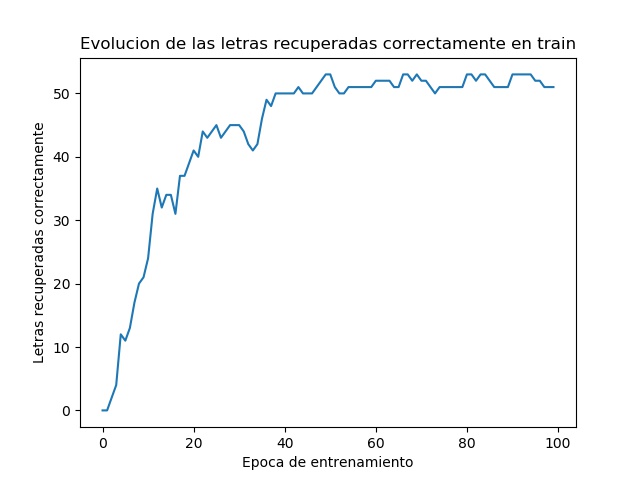 Evolucion de las letras recuperadas correctamente en train
Letras recuperadas correctamente
50
40
30
20
10
0
0 20 40 60 80 100
Epoca de entrenamiento